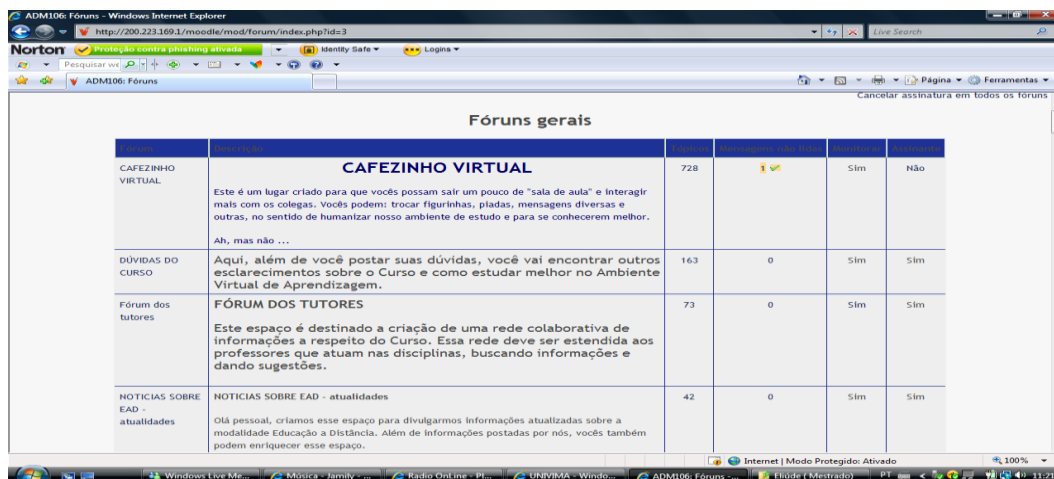 ADM106: Fóruns - Windows Internet Explorer
http://200.223.169.1/moodle/mod/forum/index.php?id=3
Live Search
Norton
Proteção contra phishing ativada
Identity Safe
Logins
Pesquisar we
ADM106: Fóruns
Página
Ferramentas
Cancelar assinatura em todos os fóruns
Fóruns gerais
Fórum Descrição Tópicos Mensagens não lidas Monitorar Assinante
CAFEZINHO VIRTUAL
CAFEZINHO VIRTUAL
728 1 Sim Não
Este é um lugar criado para que vocês possam sair um pouco de "sala de aula" e interagir
mais com os colegas. Vocês podem: trocar figurinhas, piadas, mensagens diversas e
outras, no sentido de humanizar nosso ambiente de estudo e para se conhecerem melhor.
Ah, mas não ...
DÚVIDAS DO
CURSO
Aqui, além de você postar suas dúvidas, você vai encontrar outros
esclarecimentos sobre o Curso e como estudar melhor no Ambiente
Virtual de Aprendizagem.
163 0 Sim Sim
Fórum dos
tutores
FÓRUM DOS TUTORES
Este espaço é destinado a criação de uma rede colaborativa de
informações a respeito do Curso. Essa rede deve ser estendida aos
professores que atuam nas disciplinas, buscando informações e
dando sugestões.
73 0 Sim Sim
NOTICIAS SOBRE
EAD -
atualidades
NOTICIAS SOBRE EAD - atualidades
Olá pessoal, criamos esse espaço para divulgarmos informações atualizadas sobre a
modalidade Educação a Distância. Além de informações postadas por nós, vocês também
podem enriquecer esse espaço.
42 0 Sim Sim
Internet | Modo Protegido: Ativado
100%
Windows Live Me...
Música - Jamily - ...
Radio OnLine - Pl...
UNIVIMA - Windo...
ADM106: Fóruns -...
Eliúde ( Mestrado)
PT
11:21